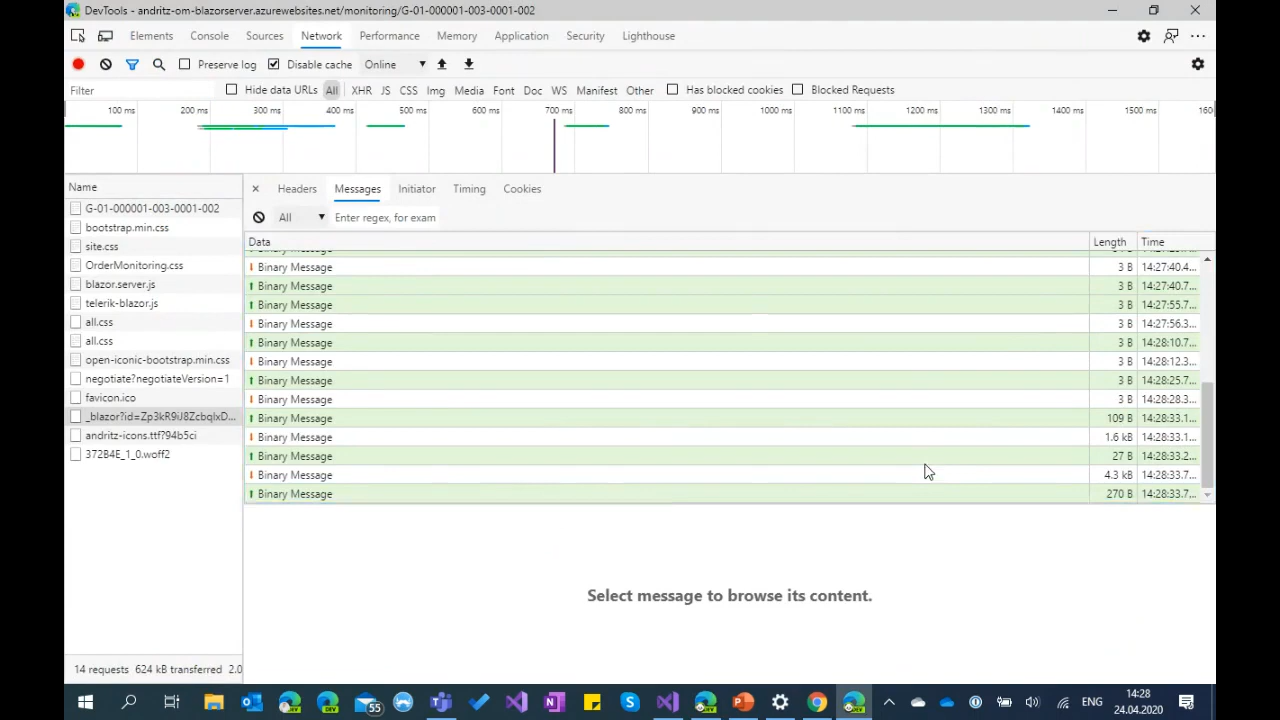 DevTools - andritz-om-blazorserver.azurewebsites.net/monitoring/G-01-000001-003-0001-002
Elements Console Sources Network Performance Memory Application Security Lighthouse
Preserve log Disable cache Online
Filter Hide data URLs All XHR JS CSS Img Media Font Doc WS Manifest Other Has blocked cookies Blocked Requests
100 ms 200 ms 300 ms 400 ms 500 ms 600 ms 700 ms 800 ms 900 ms 1000 ms 1100 ms 1200 ms 1300 ms 1400 ms 1500 ms 160
Name
G-01-000001-003-0001-002
bootstrap.min.css
site.css
OrderMonitoring.css
blazor.server.js
telerik-blazor.js
all.css
all.css
open-iconic-bootstrap.min.css
negotiate?negotiateVersion=1
favicon.ico
_blazor?id=Zp3kR9iJ8ZcbqIxD...
andritz-icons.ttf?94b5ci
372B4E_1_0.woff2
14 requests 624 kB transferred 2.0
Headers Messages Initiator Timing Cookies
All Enter regex, for exam
Data Length Time
Binary Message 3 B 14:27:40.4...
Binary Message 3 B 14:27:40.7...
Binary Message 3 B 14:27:55.7...
Binary Message 3 B 14:27:56.3...
Binary Message 3 B 14:28:10.7...
Binary Message 3 B 14:28:12.3...
Binary Message 3 B 14:28:25.7...
Binary Message 3 B 14:28:28.3...
Binary Message 109 B 14:28:33.1...
Binary Message 1.6 kB 14:28:33.1...
Binary Message 27 B 14:28:33.2...
Binary Message 4.3 kB 14:28:33.7...
Binary Message 270 B 14:28:33.7...
Select message to browse its content.
55 ENG 14:28
24.04.2020